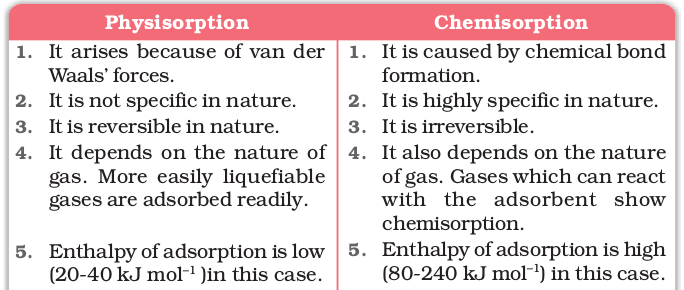 Physisorption
1. It arises because of van der
Waals' forces.
2. It is not specific in nature.
3. It is reversible in nature.
4. It depends on the nature of
gas. More easily liquefiable
gases are adsorbed readily.
5. Enthalpy of adsorption is low
(20-40 kJ mol⁻¹ )in this case.
Chemisorption
1. It is caused by chemical bond
formation.
2. It is highly specific in nature.
3. It is irreversible.
4. It also depends on the nature
of gas. Gases which can react
with the adsorbent show
chemisorption.
5. Enthalpy of adsorption is high
(80-240 kJ mol⁻¹) in this case.